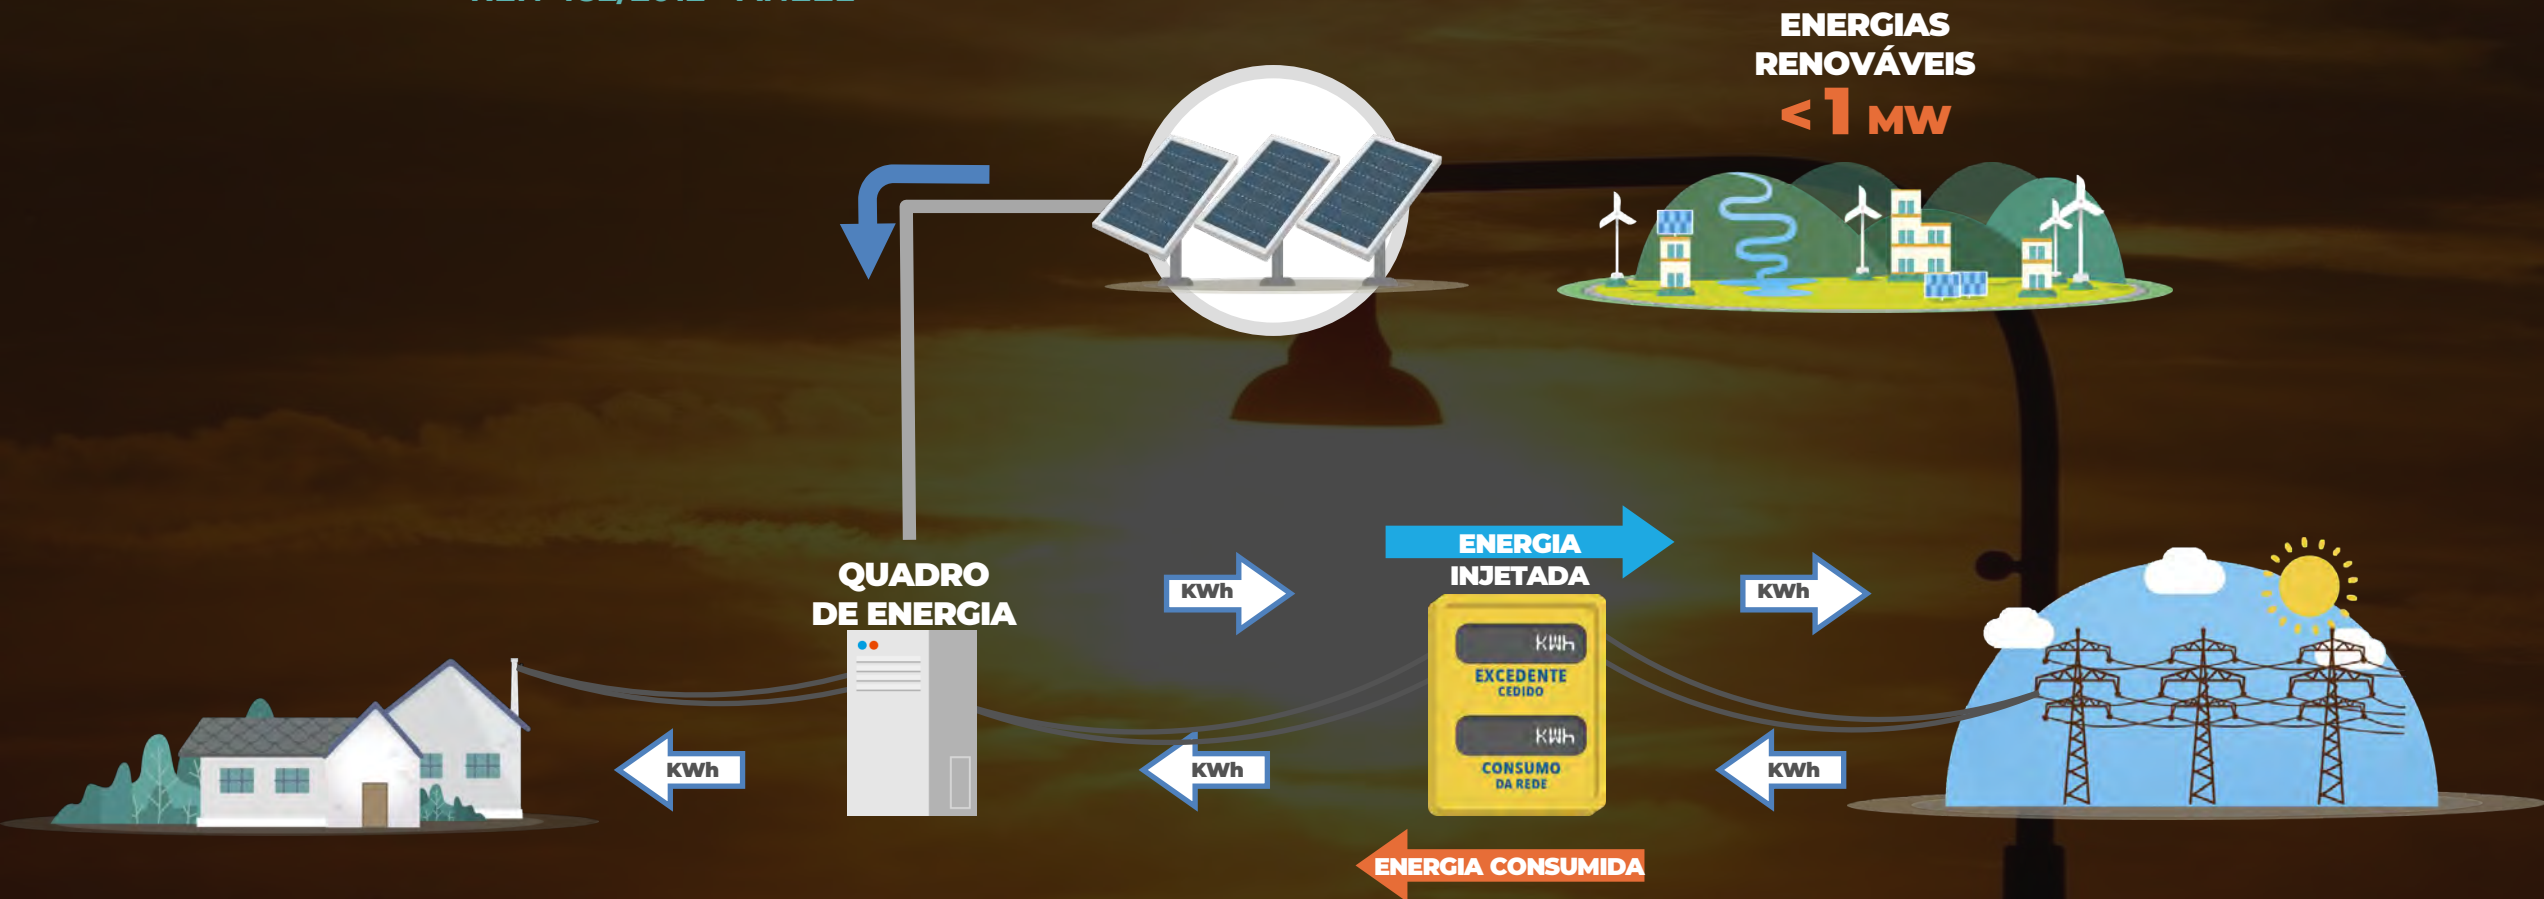 ENERGIAS
RENOVÁVEIS
<1 MW
ENERGIA
INJETADA
QUADRO
DE ENERGIA
KWh
KWh
KWh
EXCEDENTE
CEDIDO
KWh
CONSUMO
DA REDE
KWh
KWh
KWh
ENERGIA CONSUMIDA